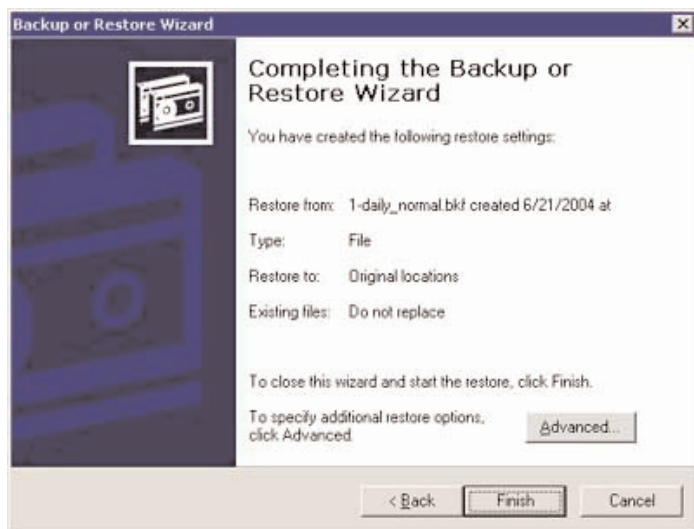 Backup or Restore Wizard
Completing the Backup or
Restore Wizard
You have created the following restore settings:
Restore from: 1-daily_normal.bkf created 6/21/2004 at
Type: File
Restore to: Original locations
Existing files: Do not replace
To close this wizard and start the restore, click Finish.
To specify additional restore options,
click Advanced.
Advanced...
< Back
Finish
Cancel